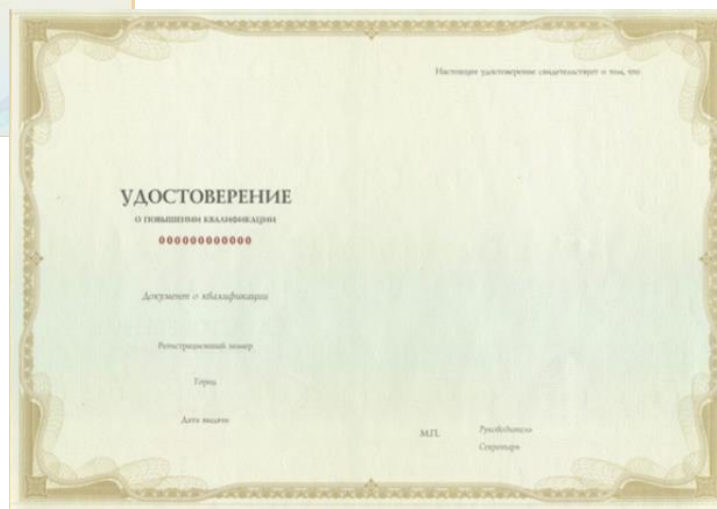 УДОСТОВЕРЕНИЕ
О ПОВЫШЕНИИ КВАЛИФИКАЦИИ
000000000000
Документ о квалификации
Регистрационный номер
Город
Дата выдачи
Настоящее удостоверение свидетельствует о том, что
М.П.
Руководитель
Секретарь